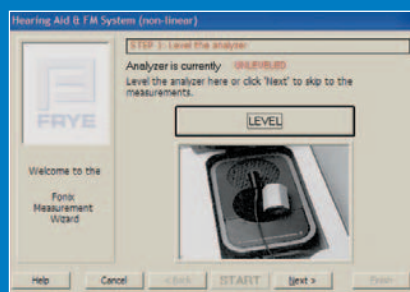 Hearing Aid & FM System (non-linear)
STEP 1: Level the analyzer
Analyzer is currently UNLEVELED
Level the analyzer here or click 'Next' to skip to the
measurements.
LEVEL
FRYE
Welcome to the
Fonix
Measurement
Wizard
Help Cancel < Back START Next > Finish